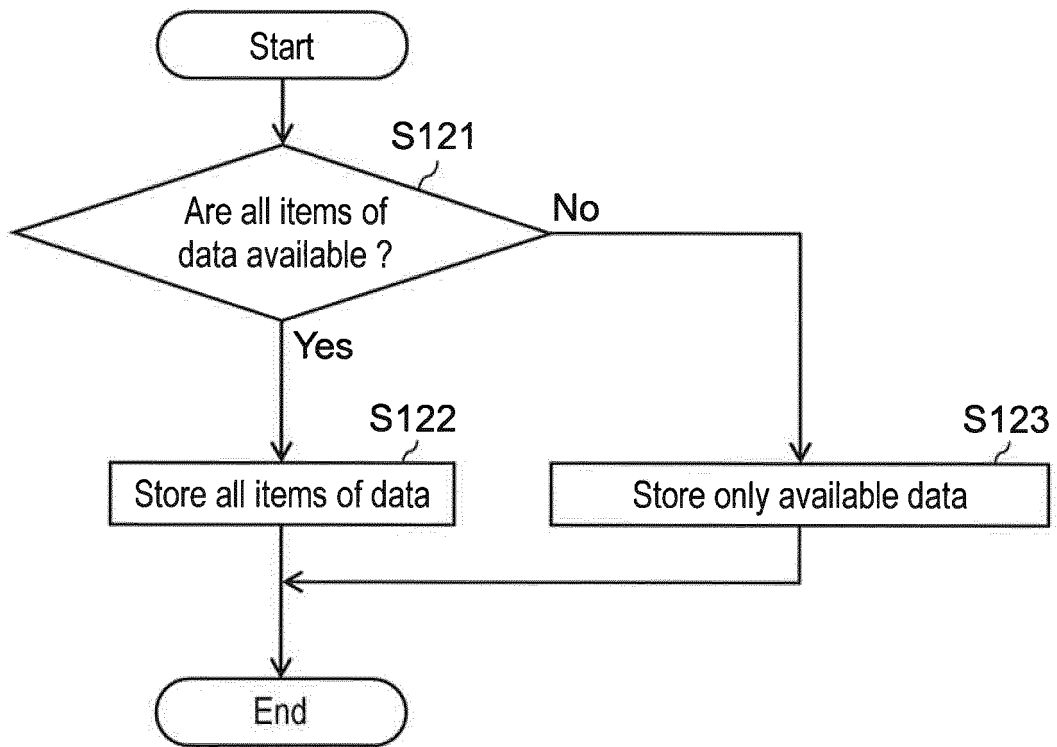 Start
S121
Are all items of
data available ?
No
Yes
S122
Store all items of data
S123
Store only available data
End